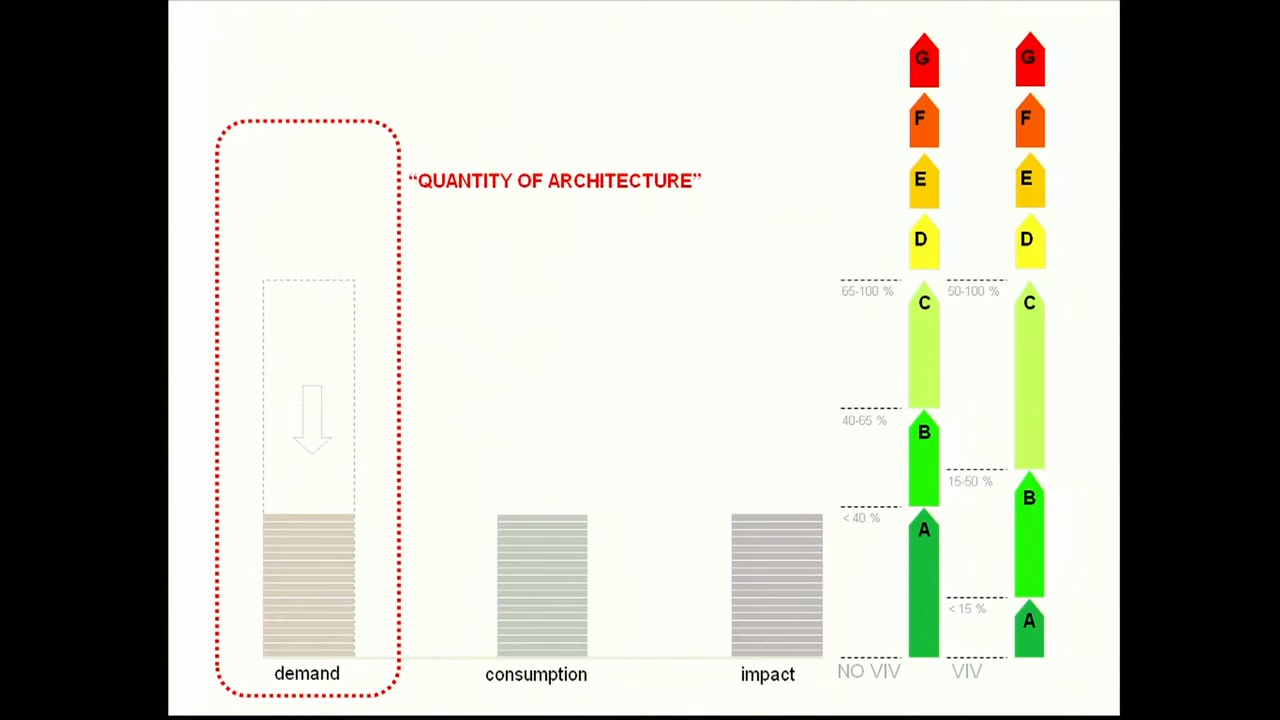 G
G
F
F
"QUANTITY OF ARCHITECTURE"
E
E
D
D
65-100 %
50-100 %
C
C
40-65 %
B
15-50 %
B
< 40 %
A
< 15 %
A
demand
consumption
impact
NO VIV
VIV